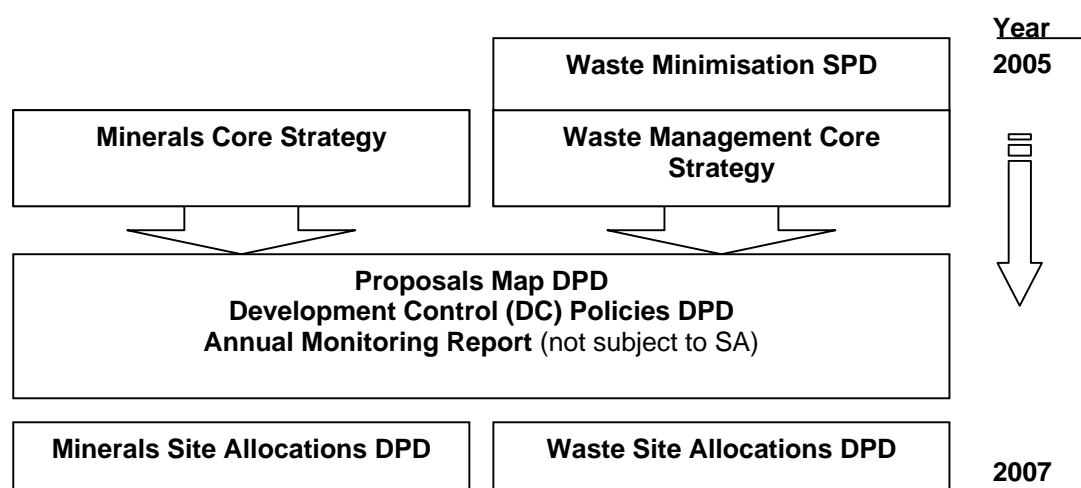 Year
Waste Minimisation SPD
2005
Minerals Core Strategy
Waste Management Core
Strategy
Proposals Map DPD
Development Control (DC) Policies DPD
Annual Monitoring Report (not subject to SA)
Minerals Site Allocations DPD
Waste Site Allocations DPD
2007